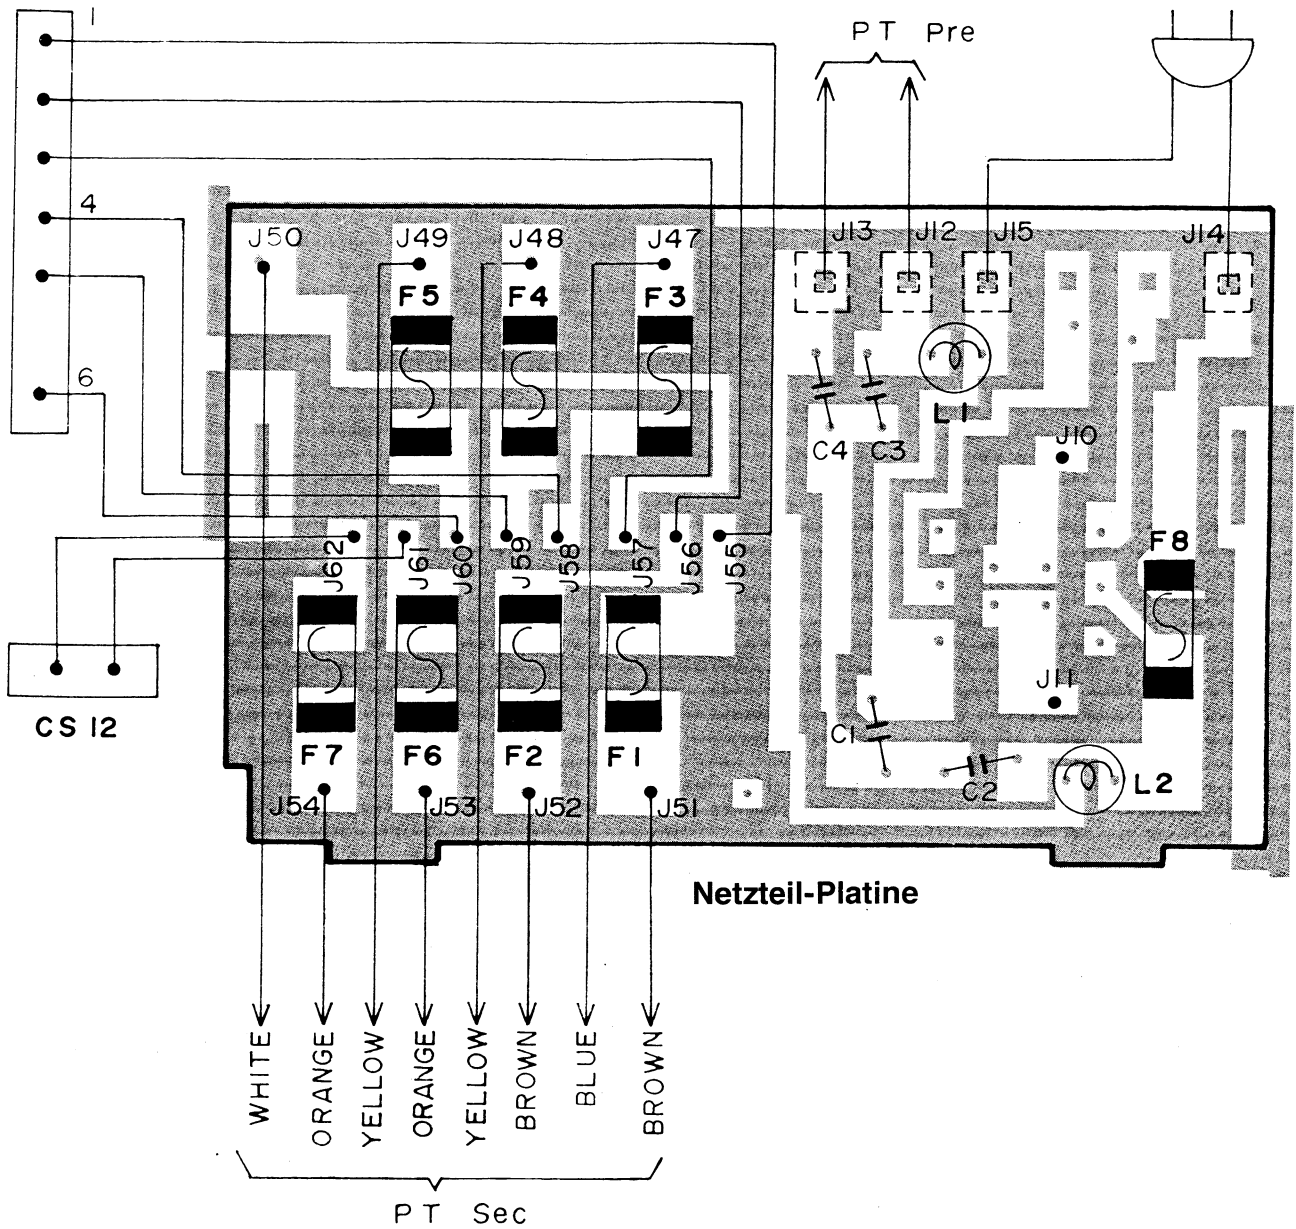 1
PT Pre
4
J50
J49
J48
J47
J13
J12
J15
J14
F5
F4
F3
6
L1
C4
C3
J10
J62
J61
J60
J59
J58
J57
J56
J55
F8
CS 12
J11
F7
F6
F2
F1
C1
C2
L2
J54
J53
J52
J51
Netzteil-Platine
WHITE
ORANGE
YELLOW
ORANGE
YELLOW
BROWN
BLUE
BROWN
PT Sec